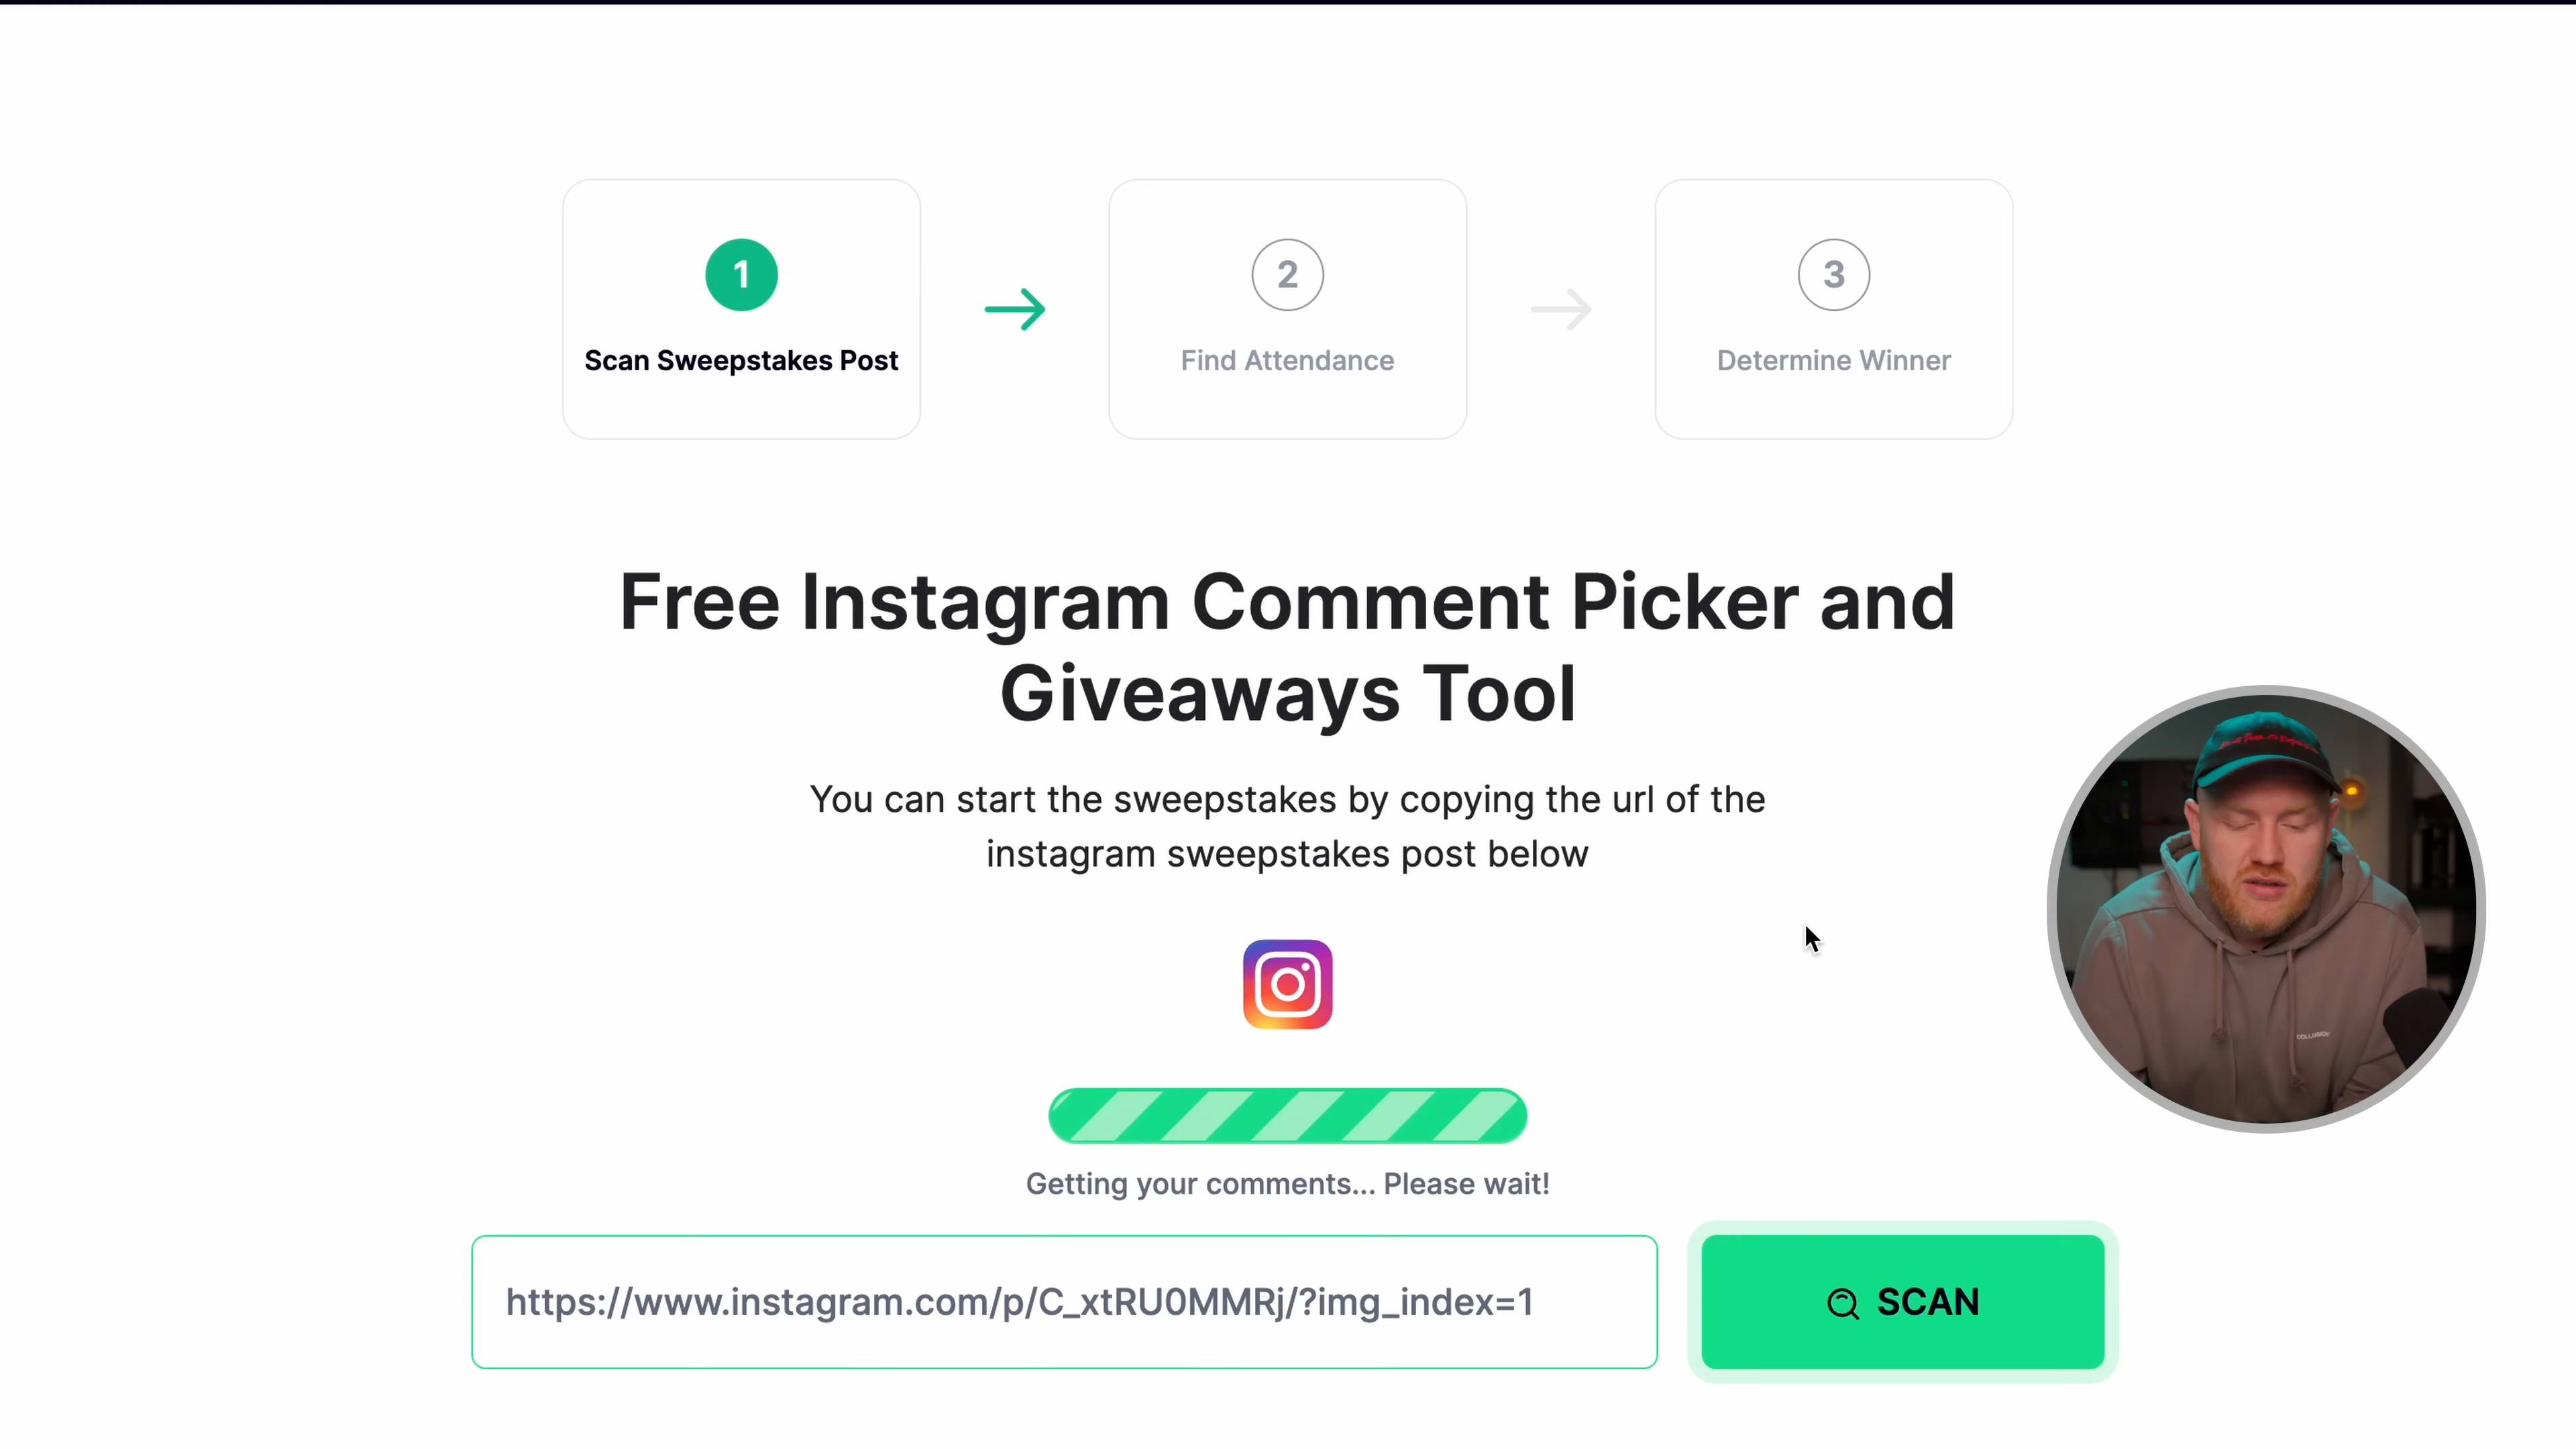 1
Scan Sweepstakes Post
2
Find Attendance
3
Determine Winner
Free Instagram Comment Picker and
Giveaways Tool
You can start the sweepstakes by copying the url of the
instagram sweepstakes post below
Getting your comments... Please wait!
https://www.instagram.com/p/C_xtRU0MMRj/?img_index=1
SCAN
COLLUSION